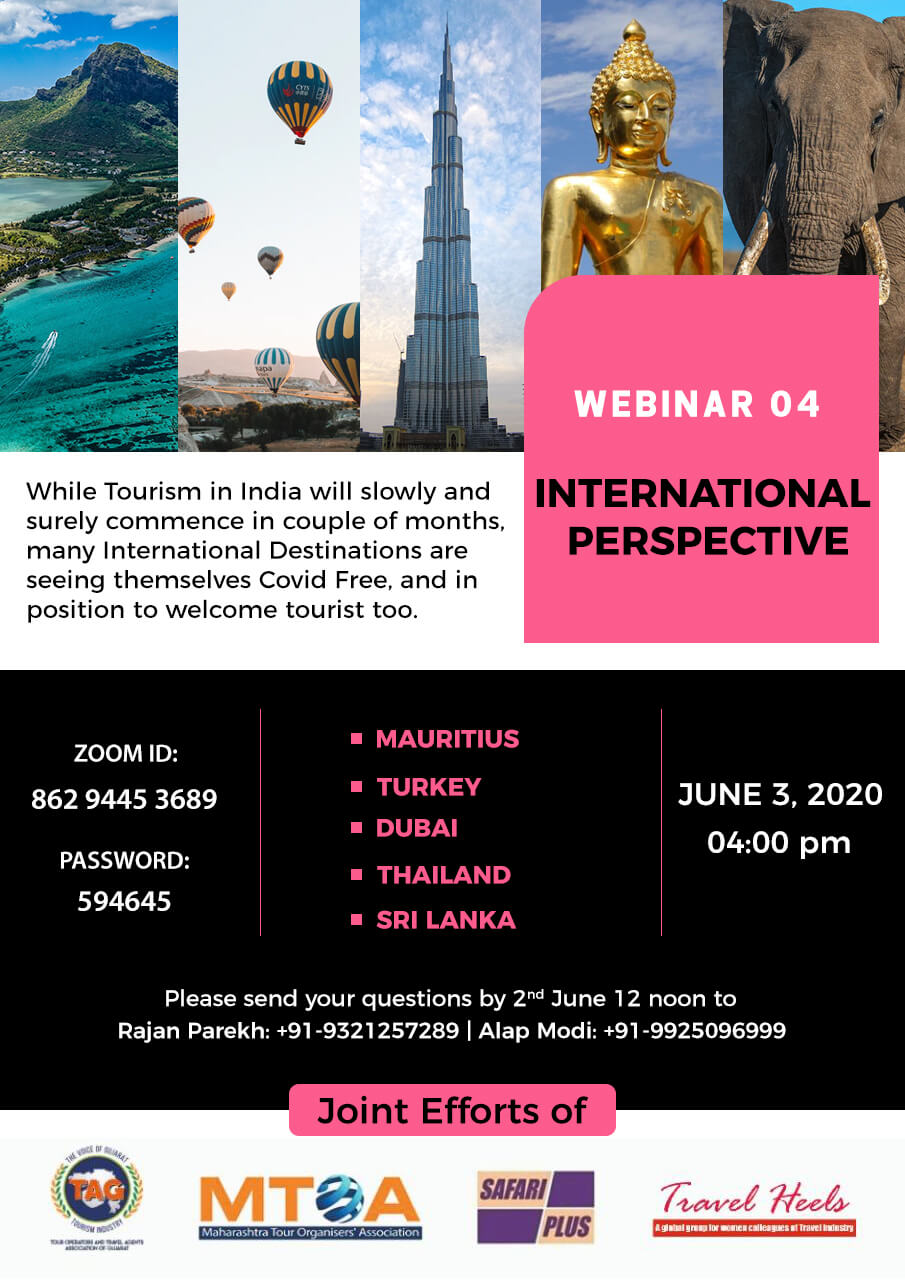 CYTS
apa
WEBINAR 04
INTERNATIONAL
PERSPECTIVE
While Tourism in India will slowly and
surely commence in couple of months,
many International Destinations are
seeing themselves Covid Free, and in
position to welcome tourist too.
ZOOM ID:
862 9445 3689
PASSWORD:
594645
MAURITIUS
TURKEY
DUBAI
THAILAND
SRI LANKA
JUNE 3, 2020
04:00 pm
Please send your questions by 2nd June 12 noon to
Rajan Parekh: +91-9321257289 | Alap Modi: +91-9925096999
Joint Efforts of
THE VOICE OF GUJARAT
TAG
TOURISM INDUSTRY
TOUR OPERATORS AND TRAVEL AGENTS
ASSOCIATION OF GUJARAT
MTOA
Maharashtra Tour Organisers' Association
SAFARI
PLUS
Travel Heels
A global group for women colleagues of Travel Industry